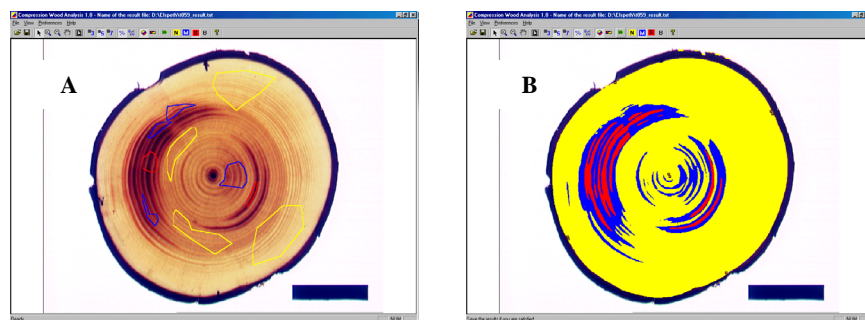 Compression Wood Analysis 1.0 - Name of the result file: D:\Elspeth\t059_result.txt
File View Preferences Help
N M S B ?
A
Ready
Compression Wood Analysis 1.0 - Name of the result file: D:\Elspeth\t059_result.txt
File View Preferences Help
N M B ?
B
Save the results if you are satisfied